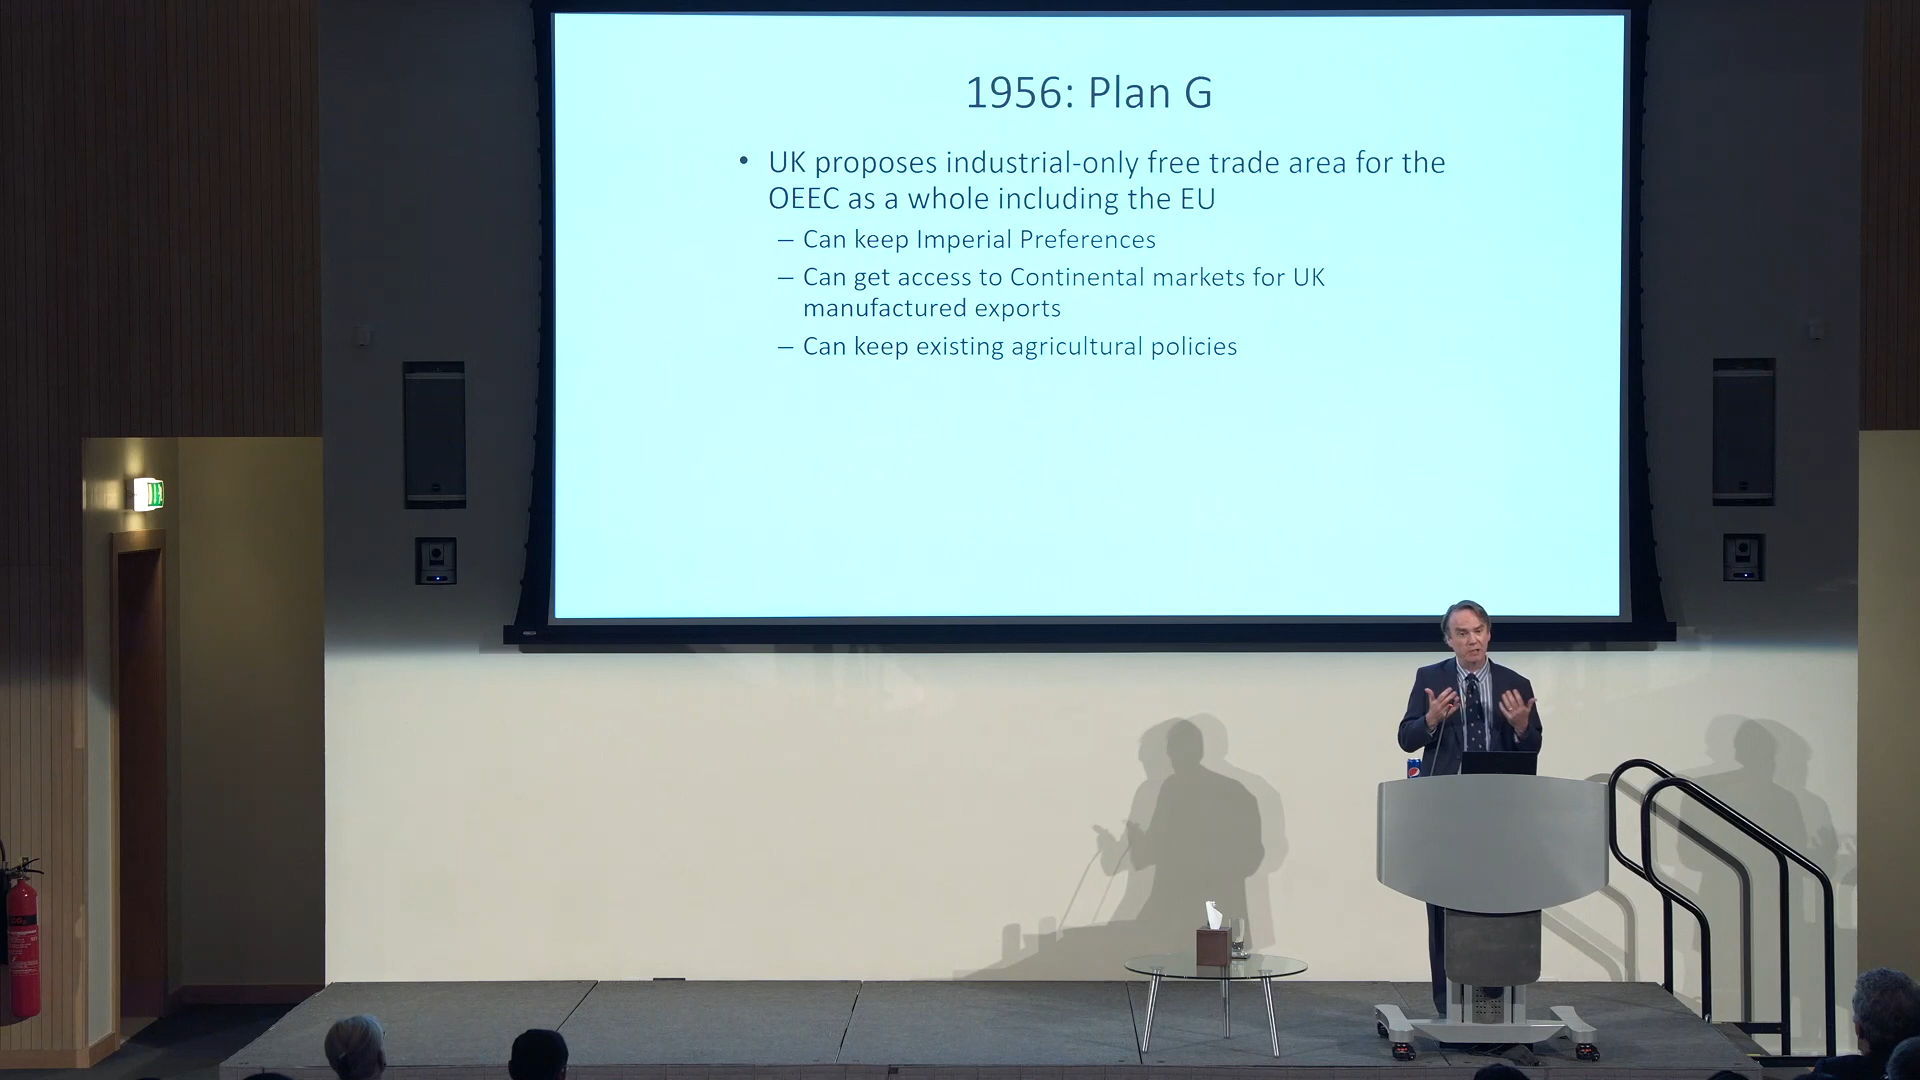 1956: Plan G
• UK proposes industrial-only free trade area for the
OEEC as a whole including the EU
– Can keep Imperial Preferences
– Can get access to Continental markets for UK
manufactured exports
– Can keep existing agricultural policies